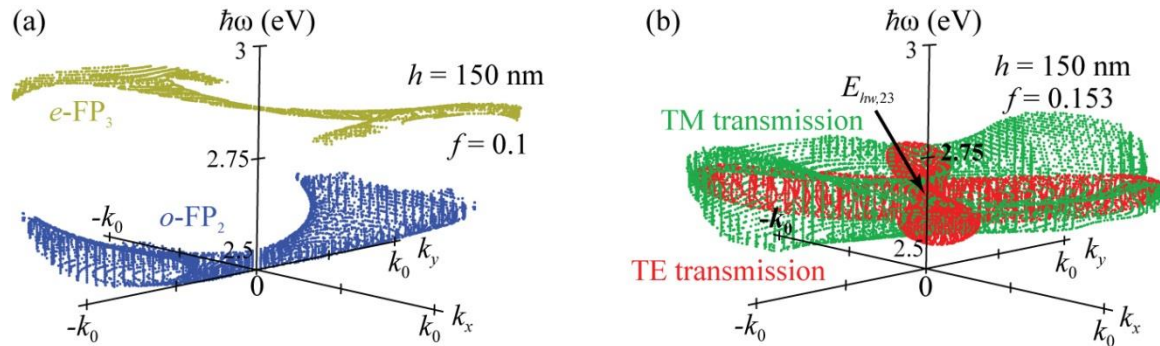 (a)
ħω (eV)
3
h = 150 nm
e-FP3
f = 0.1
2.75
-k0
o-FP2
2.5
ky
k0
0
-k0
k0
kx
(b)
ħω (eV)
3
h = 150 nm
f = 0.153
Ehw,23
TM transmission
2.75
-k0
2.5
ky
k0
TE transmission
0
-k0
k0
kx